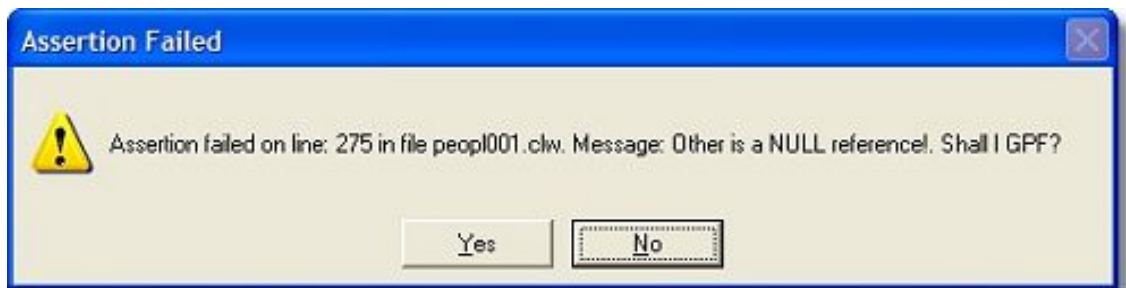 Assertion Failed
Assertion failed on line: 275 in file peopl001.clw. Message: Other is a NULL reference!. Shall I GPF?
Yes
No